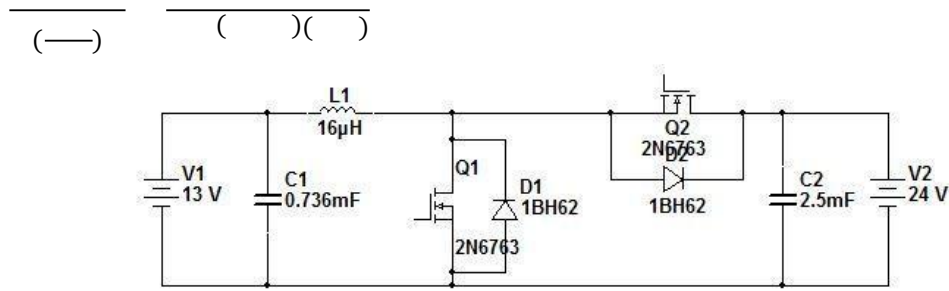 (——) ( )( )
L1
16µH
Q2
2N6763
D2
1BH62
V1
13 V
C1
0.736mF
Q1
2N6763
D1
1BH62
C2
2.5mF
V2
24 V